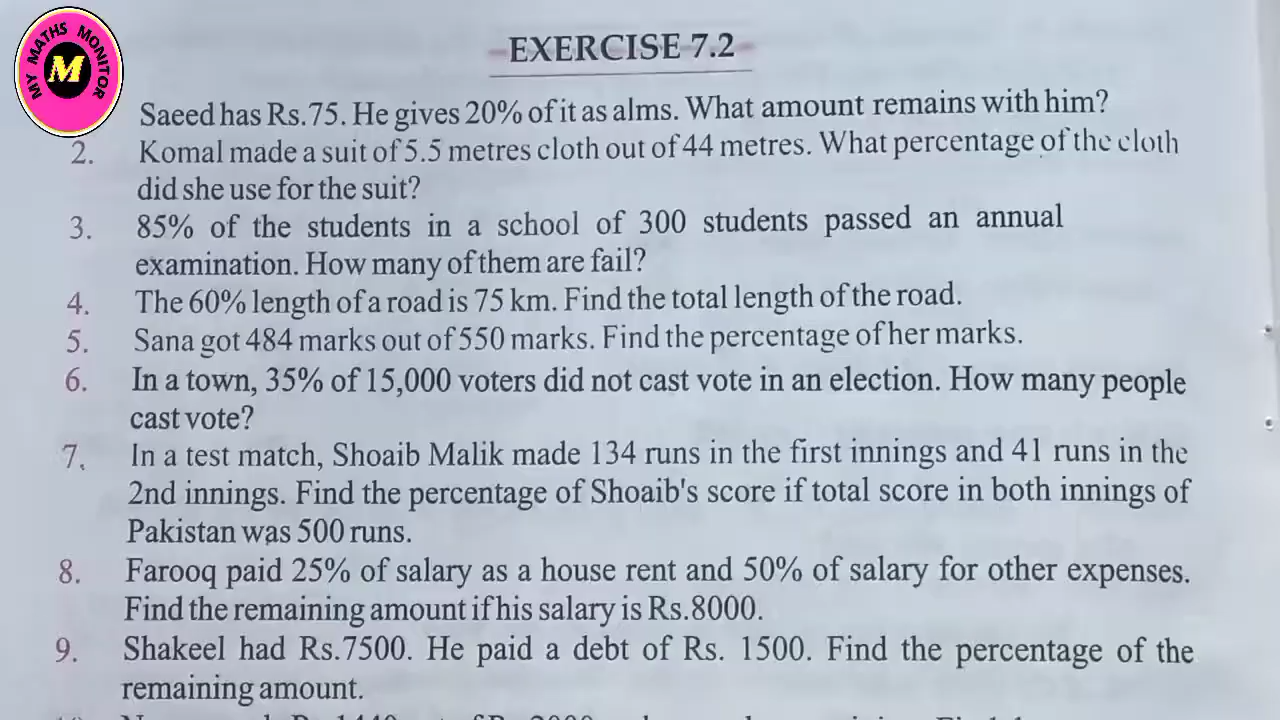 MY MATHS MONITOR
M
EXERCISE 7.2
Saeed has Rs.75. He gives 20% of it as alms. What amount remains with him?
2. Komal made a suit of 5.5 metres cloth out of 44 metres. What percentage of the cloth
did she use for the suit?
3. 85% of the students in a school of 300 students passed an annual
examination. How many of them are fail?
4. The 60% length of a road is 75 km. Find the total length of the road.
5. Sana got 484 marks out of 550 marks. Find the percentage of her marks.
6. In a town, 35% of 15,000 voters did not cast vote in an election. How many people
cast vote?
7. In a test match, Shoaib Malik made 134 runs in the first innings and 41 runs in the
2nd innings. Find the percentage of Shoaib's score if total score in both innings of
Pakistan was 500 runs.
8. Farooq paid 25% of salary as a house rent and 50% of salary for other expenses.
Find the remaining amount if his salary is Rs.8000.
9. Shakeel had Rs.7500. He paid a debt of Rs. 1500. Find the percentage of the
remaining amount.